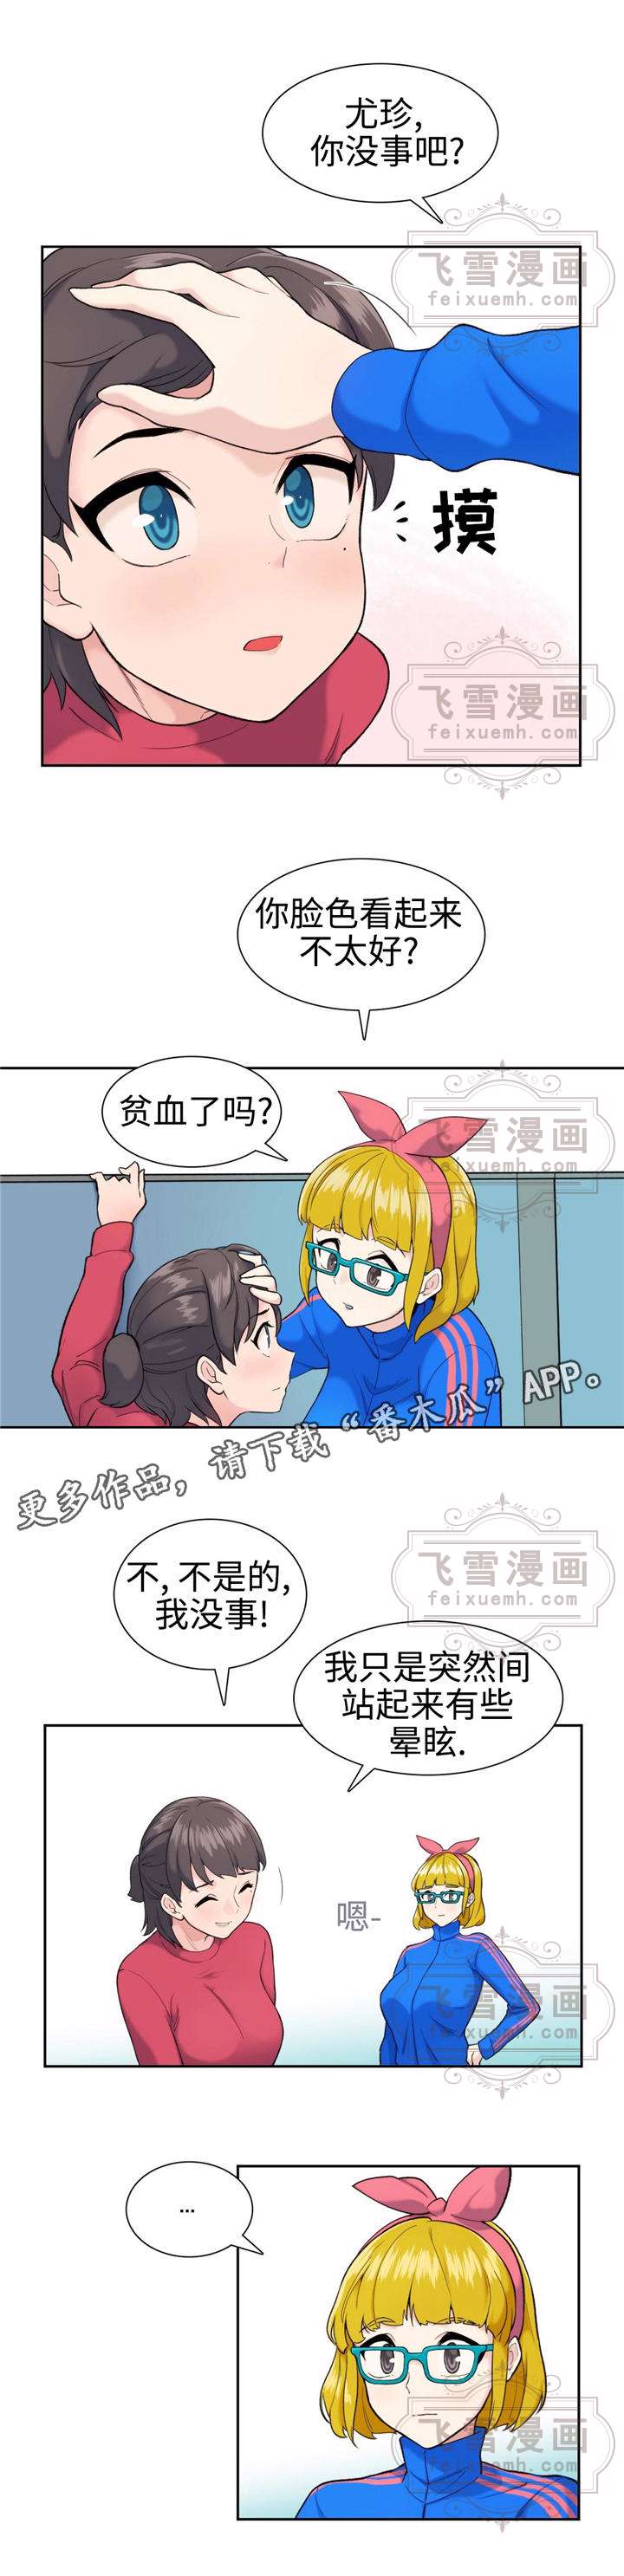 尤珍,
你没事吧?
飞雪漫画
feixuemh.com
摸
飞雪漫画
feixuemh.com
你脸色看起来
不太好?
贫血了吗?
飞雪漫画
feixuemh.com
更多作品，请下载“番木瓜”APP。
飞雪漫画
feixuemh.com
不, 不是的,
我没事!
我只是突然间
站起来有些
晕眩.
嗯-
飞雪漫画
feixuemh.com
...
飞雪漫画
feixuemh.com